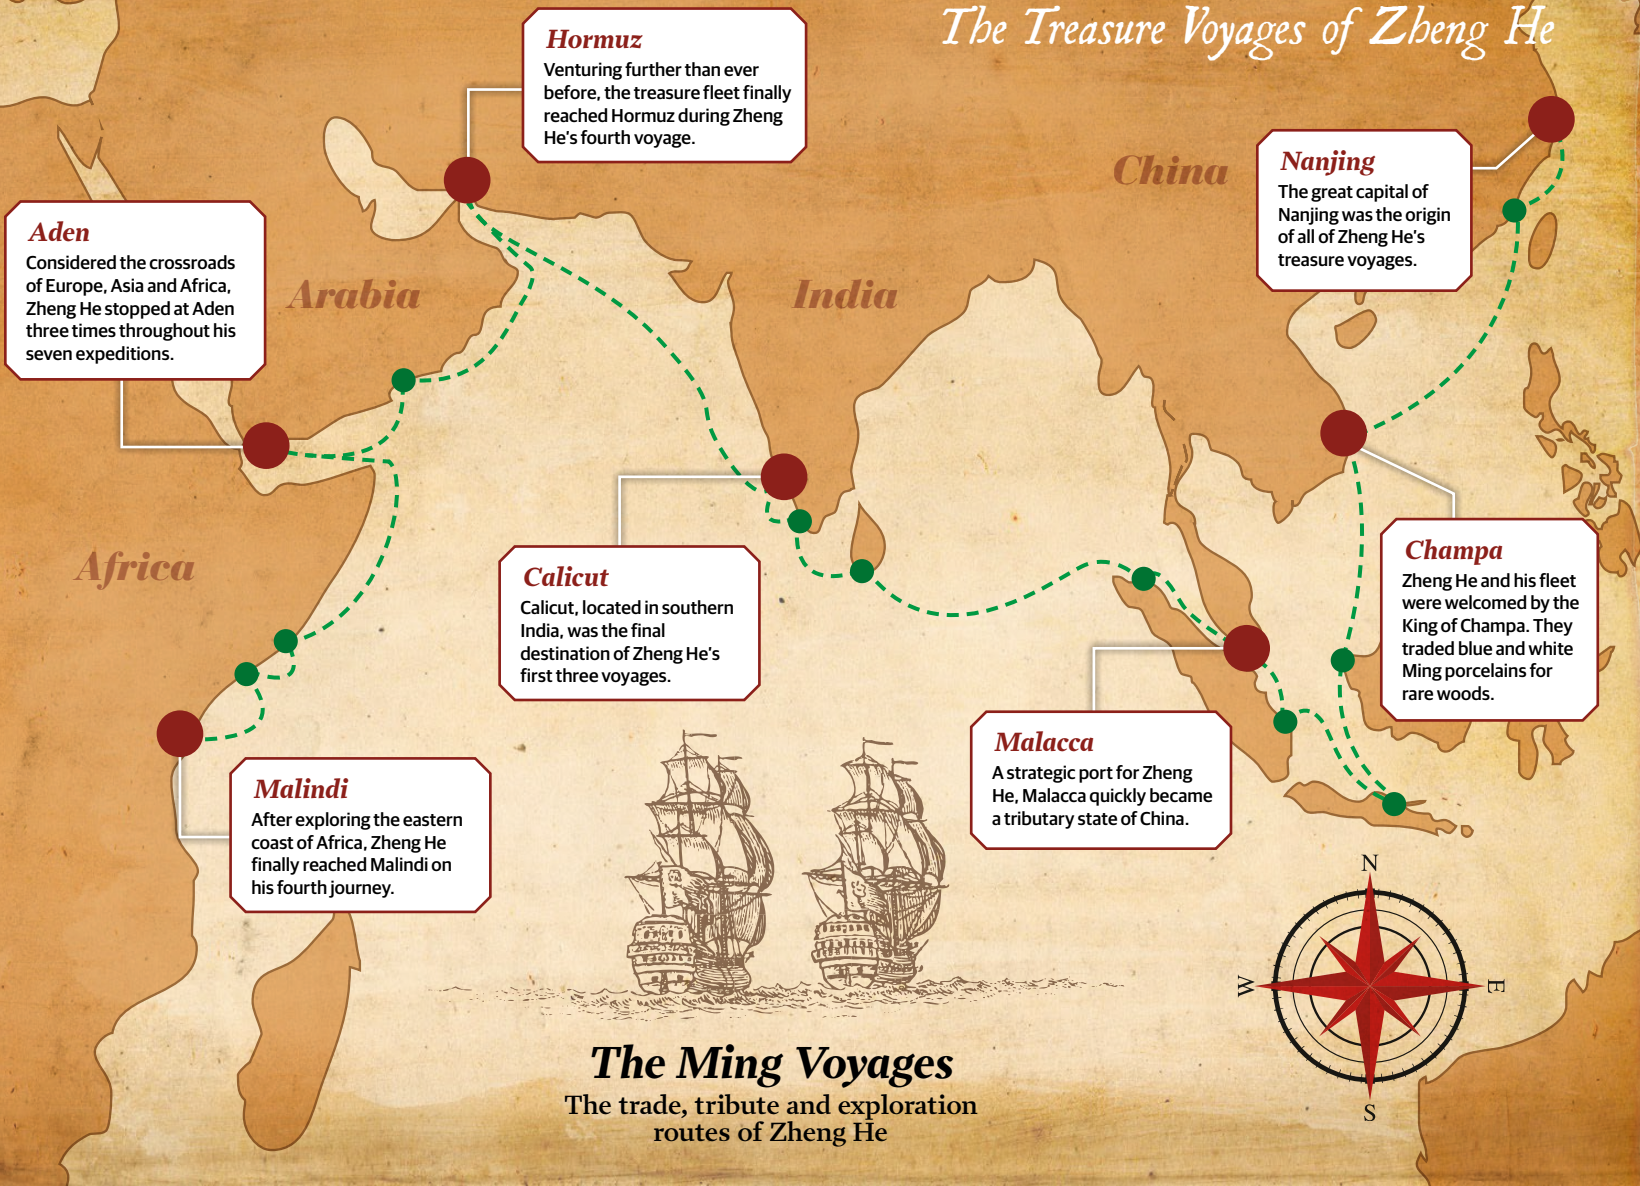 The Treasure Voyages of Zheng He
Hormuz
Venturing further than ever
before, the treasure fleet finally
reached Hormuz during Zheng
He's fourth voyage.
China
Nanjing
The great capital of
Nanjing was the origin
of all of Zheng He's
treasure voyages.
Aden
Considered the crossroads
of Europe, Asia and Africa,
Zheng He stopped at Aden
three times throughout his
seven expeditions.
Arabia
India
Africa
Calicut
Calicut, located in southern
India, was the final
destination of Zheng He's
first three voyages.
Champa
Zheng He and his fleet
were welcomed by the
King of Champa. They
traded blue and white
Ming porcelains for
rare woods.
Malacca
A strategic port for Zheng
He, Malacca quickly became
a tributary state of China.
Malindi
After exploring the eastern
coast of Africa, Zheng He
finally reached Malindi on
his fourth journey.
N
W
E
S
The Ming Voyages
The trade, tribute and exploration
routes of Zheng He